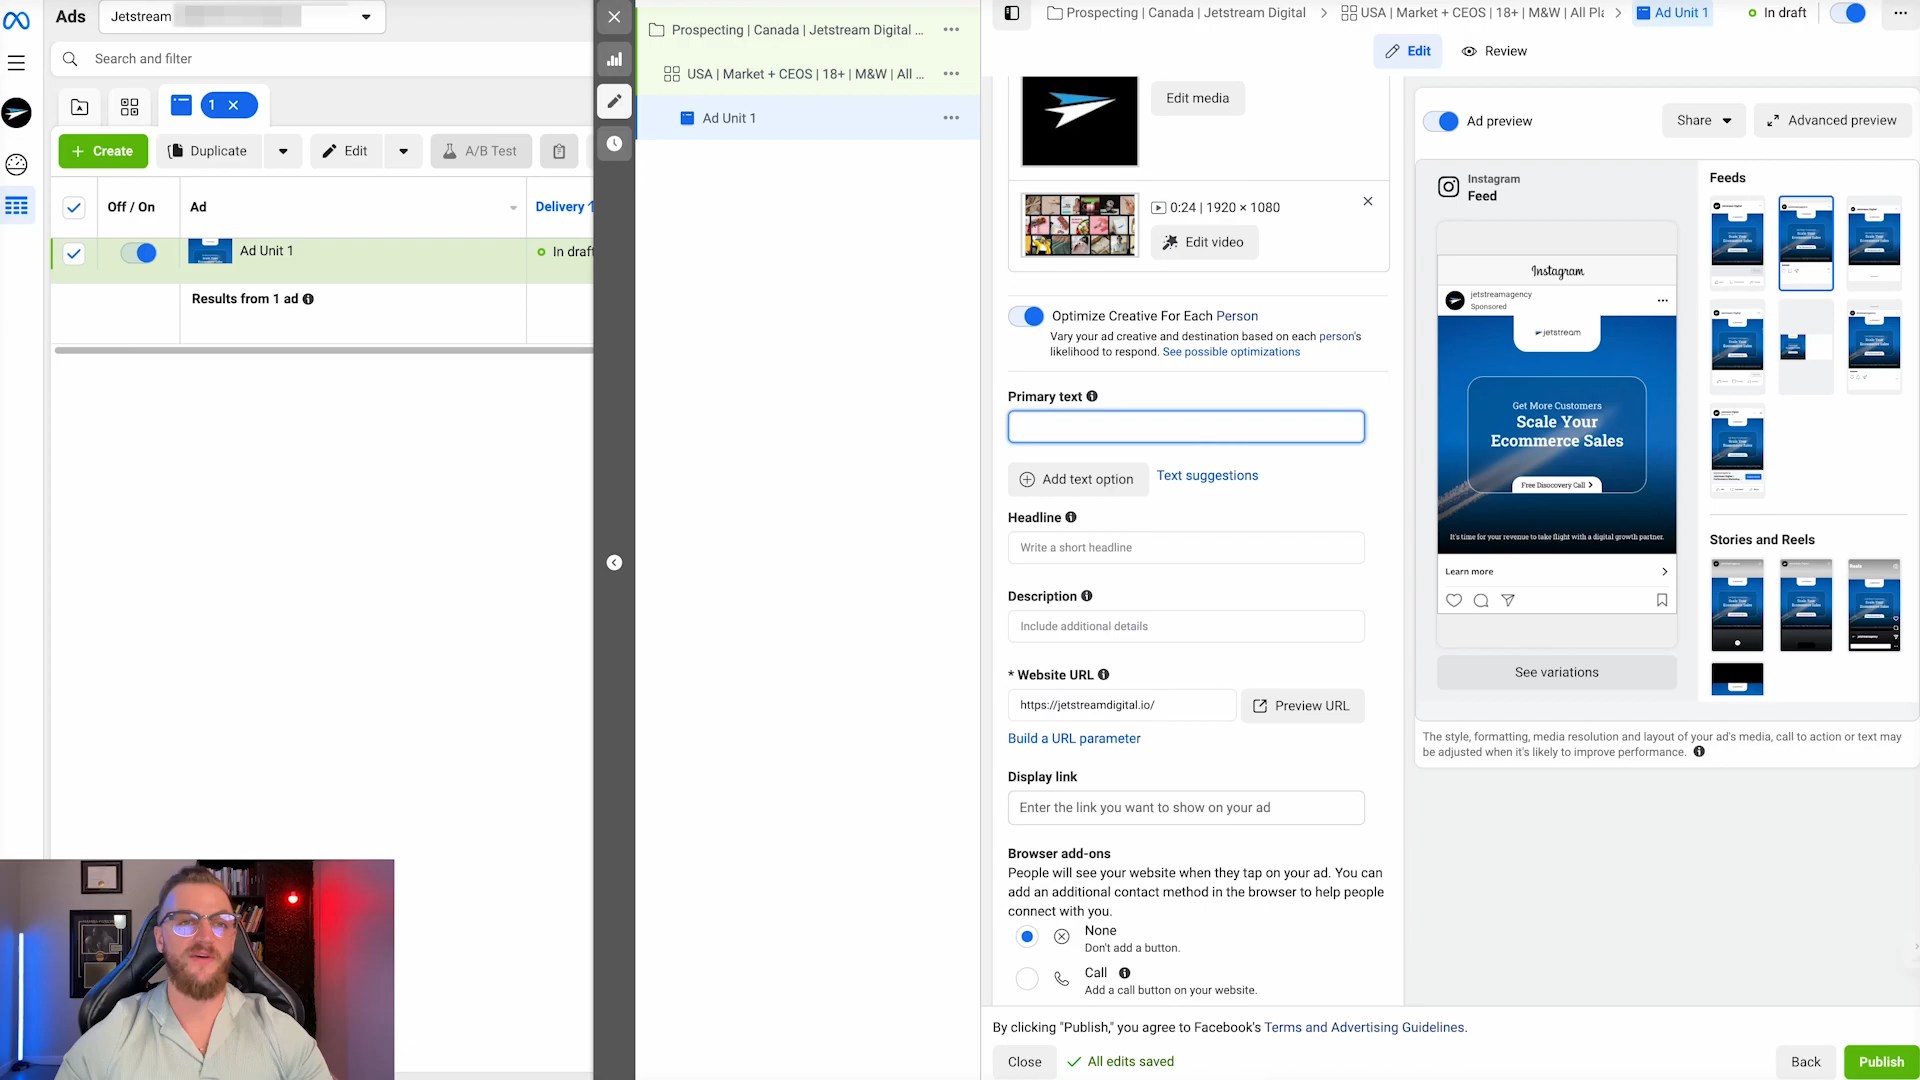 Ads
Jetstream
Search and filter
1
Create
Duplicate
Edit
A/B Test
Off / On
Ad
Delivery
Ad Unit 1
In draft
Results from 1 ad
Prospecting | Canada | Jetstream Digital ...
USA | Market + CEOS | 18+ | M&W | All ...
Ad Unit 1
Prospecting | Canada | Jetstream Digital
USA | Market + CEOS | 18+ | M&W | All Pl
Ad Unit 1
In draft
Edit
Review
Edit media
0:24 | 1920 × 1080
Edit video
Optimize Creative For Each Person
Vary your ad creative and destination based on each person's
likelihood to respond. See possible optimizations
Primary text
Add text option
Text suggestions
Headline
Write a short headline
Description
Include additional details
* Website URL
https://jetstreamdigital.io/
Preview URL
Build a URL parameter
Display link
Enter the link you want to show on your ad
Browser add-ons
People will see your website when they tap on your ad. You can
add an additional contact method in the browser to help people
connect with you.
None
Don't add a button.
Call
Add a call button on your website.
By clicking "Publish," you agree to Facebook's Terms and Advertising Guidelines.
Close
All edits saved
Back
Publish
Ad preview
Share
Advanced preview
Instagram
Feed
Instagram
jetstreamagency
Sponsored
jetstream
Get More Customers
Scale Your
Ecommerce Sales
Free Disocovery Call
It's time for your revenue to take flight with a digital growth partner.
Learn more
See variations
Feeds
Stories and Reels
The style, formatting, media resolution and layout of your ad's media, call to action or text may
be adjusted when it's likely to improve performance.